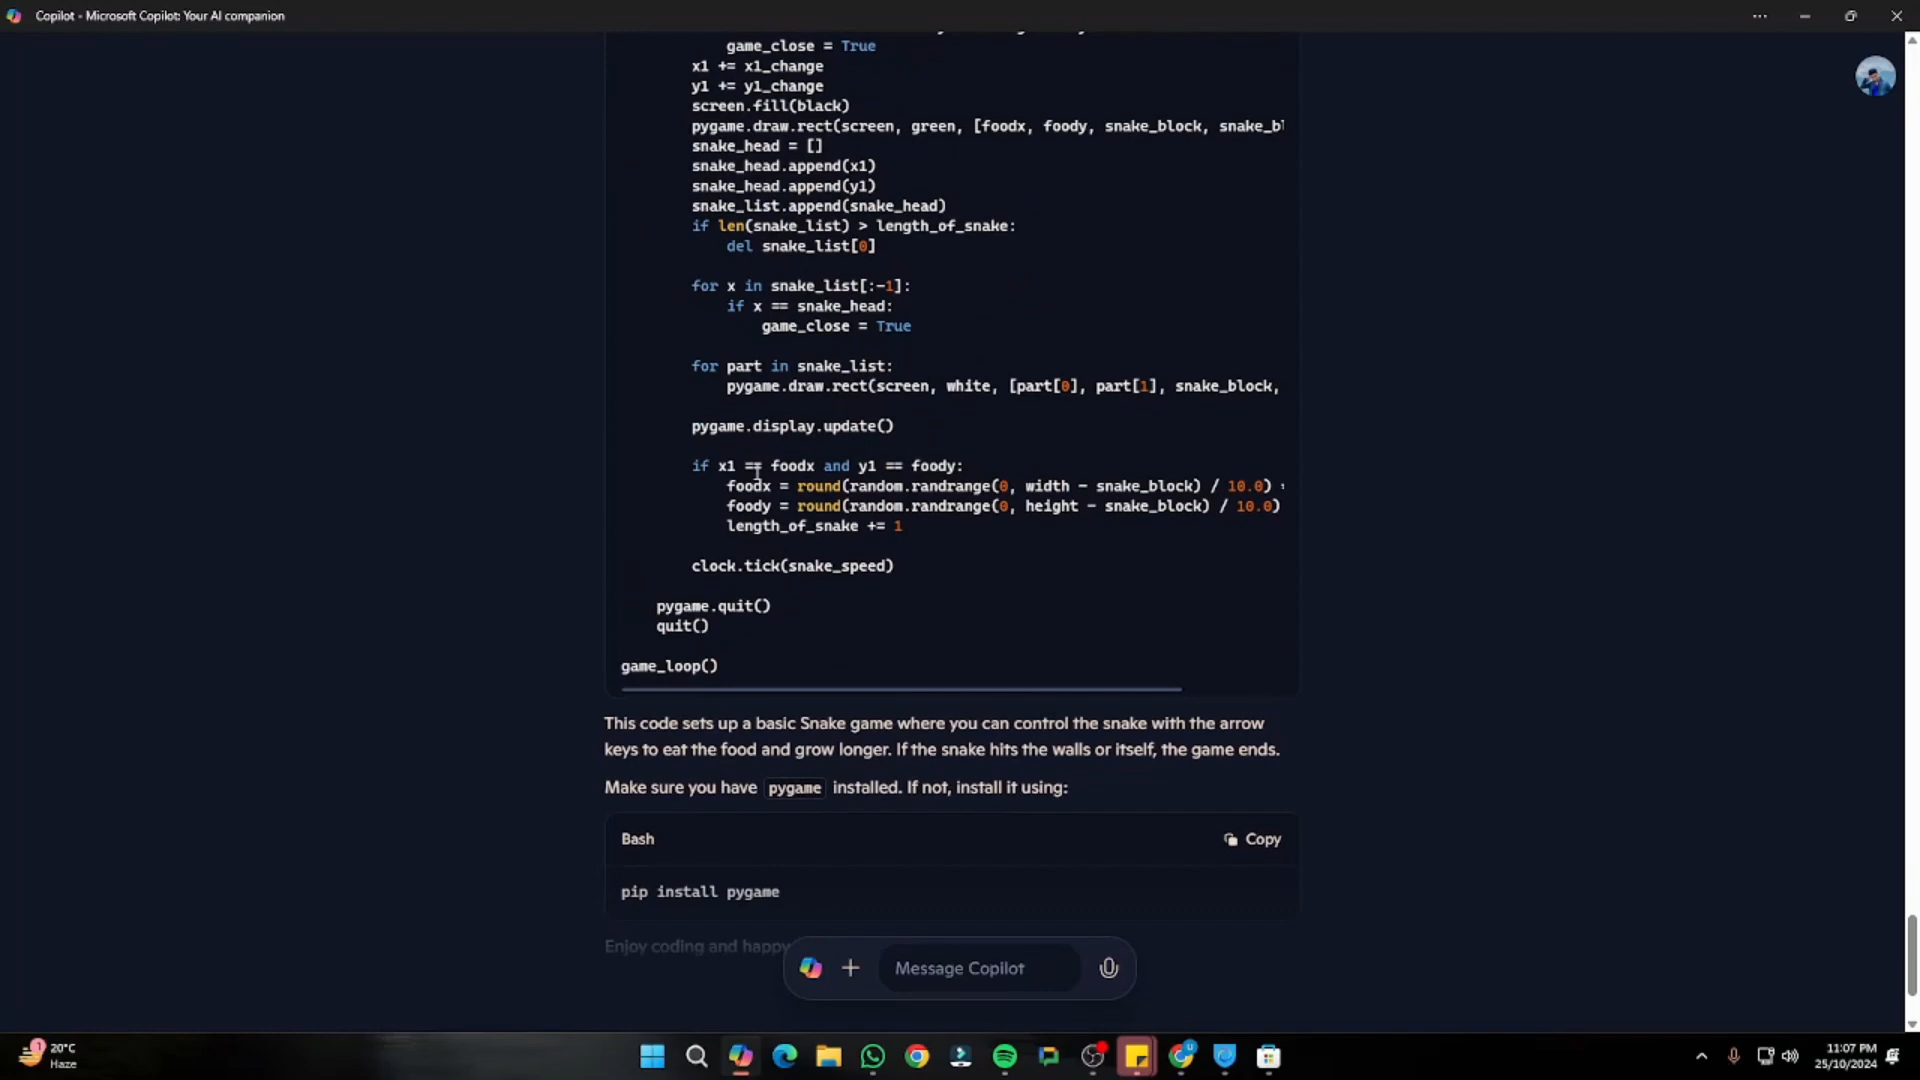 Copilot - Microsoft Copilot: Your AI companion
game_close = True
x1 += x1_change
y1 += y1_change
screen.fill(black)
pygame.draw.rect(screen, green, [foodx, foody, snake_block, snake_bl
snake_head = []
snake_head.append(x1)
snake_head.append(y1)
snake_list.append(snake_head)
if len(snake_list) > length_of_snake:
del snake_list[0]
for x in snake_list[:-1]:
if x == snake_head:
game_close = True
for part in snake_list:
pygame.draw.rect(screen, white, [part[0], part[1], snake_block,
pygame.display.update()
if x1 == foodx and y1 == foody:
foodx = round(random.randrange(0, width - snake_block) / 10.0)
foody = round(random.randrange(0, height - snake_block) / 10.0)
length_of_snake += 1
clock.tick(snake_speed)
pygame.quit()
quit()
game_loop()
This code sets up a basic Snake game where you can control the snake with the arrow
keys to eat the food and grow longer. If the snake hits the walls or itself, the game ends.
Make sure you have pygame installed. If not, install it using:
Bash
Copy
pip install pygame
Enjoy coding and happy
Message Copilot
1
20°C
Haze
11:07 PM
25/10/2024